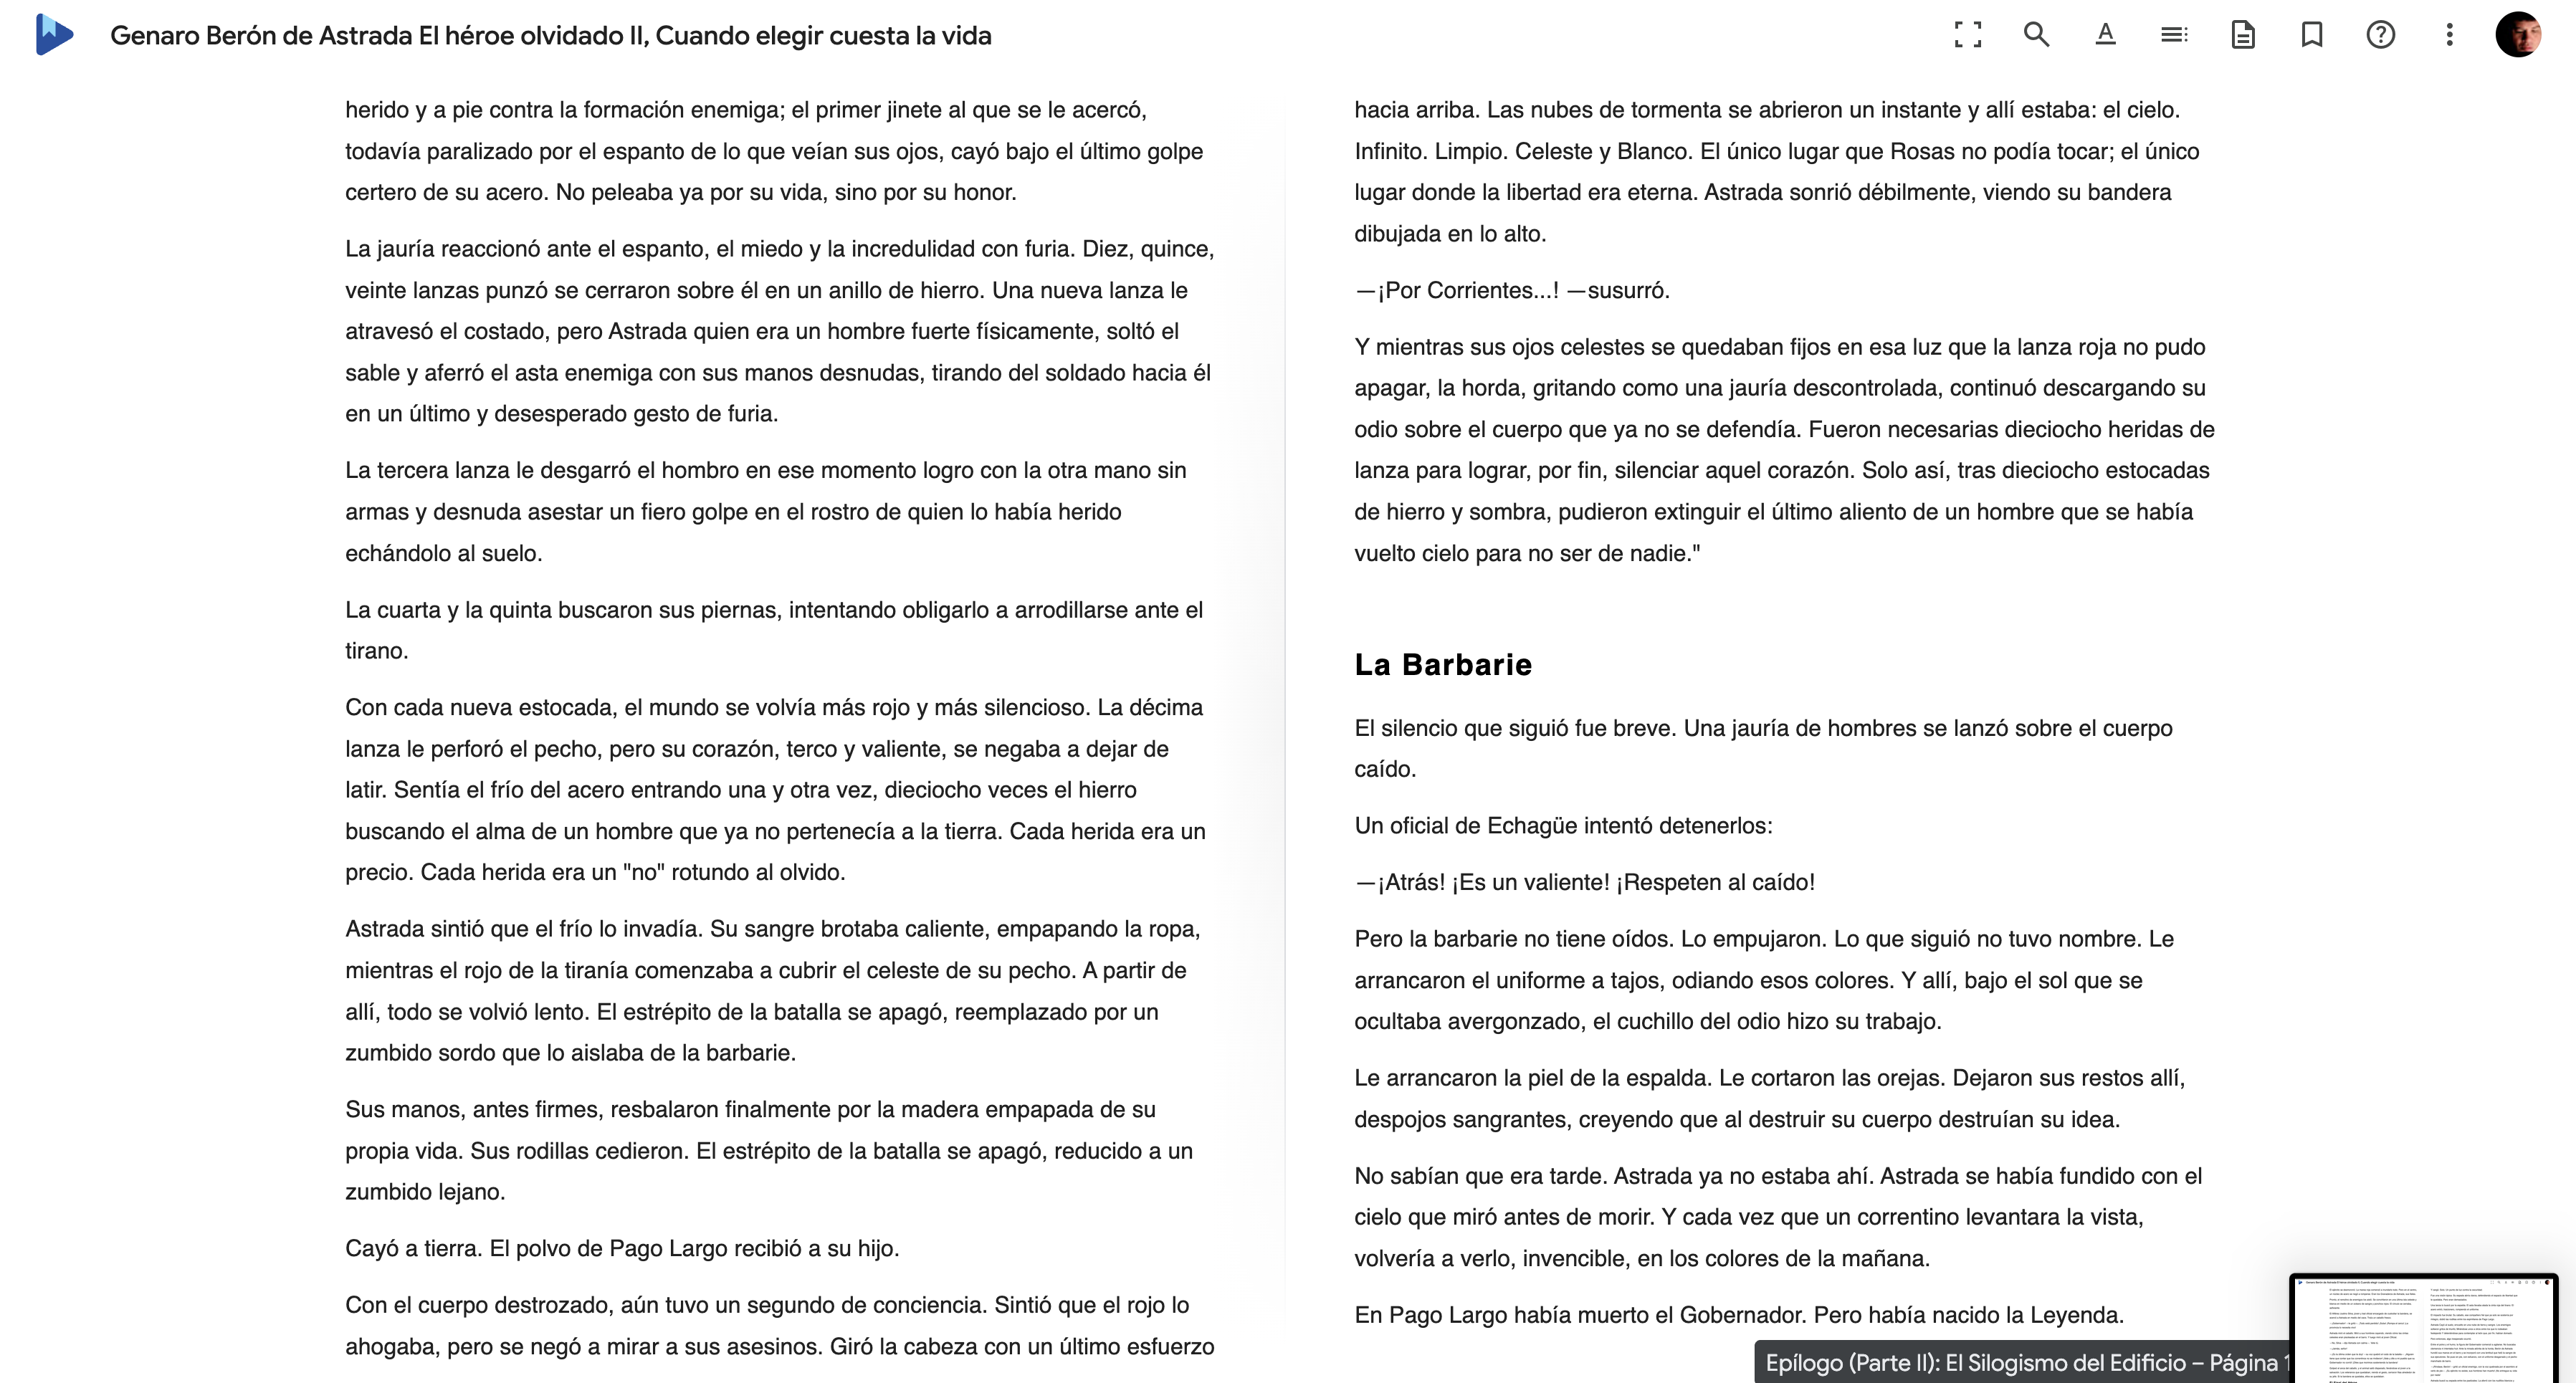 Genaro Berón de Astrada El héroe olvidado II, Cuando elegir cuesta la vida
herido y a pie contra la formación enemiga; el primer jinete al que se le acercó,
todavía paralizado por el espanto de lo que veían sus ojos, cayó bajo el último golpe
certero de su acero. No peleaba ya por su vida, sino por su honor.
La jauría reaccionó ante el espanto, el miedo y la incredulidad con furia. Diez, quince,
veinte lanzas punzó se cerraron sobre él en un anillo de hierro. Una nueva lanza le
atravesó el costado, pero Astrada quien era un hombre fuerte físicamente, soltó el
sable y aferró el asta enemiga con sus manos desnudas, tirando del soldado hacia él
en un último y desesperado gesto de furia.
La tercera lanza le desgarró el hombro en ese momento logro con la otra mano sin
armas y desnuda asestar un fiero golpe en el rostro de quien lo había herido
echándolo al suelo.
La cuarta y la quinta buscaron sus piernas, intentando obligarlo a arrodillarse ante el
tirano.
Con cada nueva estocada, el mundo se volvía más rojo y más silencioso. La décima
lanza le perforó el pecho, pero su corazón, terco y valiente, se negaba a dejar de
latir. Sentía el frío del acero entrando una y otra vez, dieciocho veces el hierro
buscando el alma de un hombre que ya no pertenecía a la tierra. Cada herida era un
precio. Cada herida era un "no" rotundo al olvido.
Astrada sintió que el frío lo invadía. Su sangre brotaba caliente, empapando la ropa,
mientras el rojo de la tiranía comenzaba a cubrir el celeste de su pecho. A partir de
allí, todo se volvió lento. El estrépito de la batalla se apagó, reemplazado por un
zumbido sordo que lo aislaba de la barbarie.
Sus manos, antes firmes, resbalaron finalmente por la madera empapada de su
propia vida. Sus rodillas cedieron. El estrépito de la batalla se apagó, reducido a un
zumbido lejano.
Cayó a tierra. El polvo de Pago Largo recibió a su hijo.
Con el cuerpo destrozado, aún tuvo un segundo de conciencia. Sintió que el rojo lo
ahogaba, pero se negó a mirar a sus asesinos. Giró la cabeza con un último esfuerzo
hacia arriba. Las nubes de tormenta se abrieron un instante y allí estaba: el cielo.
Infinito. Limpio. Celeste y Blanco. El único lugar que Rosas no podía tocar; el único
lugar donde la libertad era eterna. Astrada sonrió débilmente, viendo su bandera
dibujada en lo alto.
—¡Por Corrientes...! —susurró.
Y mientras sus ojos celestes se quedaban fijos en esa luz que la lanza roja no pudo
apagar, la horda, gritando como una jauría descontrolada, continuó descargando su
odio sobre el cuerpo que ya no se defendía. Fueron necesarias dieciocho heridas de
lanza para lograr, por fin, silenciar aquel corazón. Solo así, tras dieciocho estocadas
de hierro y sombra, pudieron extinguir el último aliento de un hombre que se había
vuelto cielo para no ser de nadie."
La Barbarie
El silencio que siguió fue breve. Una jauría de hombres se lanzó sobre el cuerpo
caído.
Un oficial de Echagüe intentó detenerlos:
—¡Atrás! ¡Es un valiente! ¡Respeten al caído!
Pero la barbarie no tiene oídos. Lo empujaron. Lo que siguió no tuvo nombre. Le
arrancaron el uniforme a tajos, odiando esos colores. Y allí, bajo el sol que se
ocultaba avergonzado, el cuchillo del odio hizo su trabajo.
Le arrancaron la piel de la espalda. Le cortaron las orejas. Dejaron sus restos allí,
despojos sangrantes, creyendo que al destruir su cuerpo destruían su idea.
No sabían que era tarde. Astrada ya no estaba ahí. Astrada se había fundido con el
cielo que miró antes de morir. Y cada vez que un correntino levantara la vista,
volvería a verlo, invencible, en los colores de la mañana.
En Pago Largo había muerto el Gobernador. Pero había nacido la Leyenda.
Epílogo (Parte II): El Silogismo del Edificio – Página